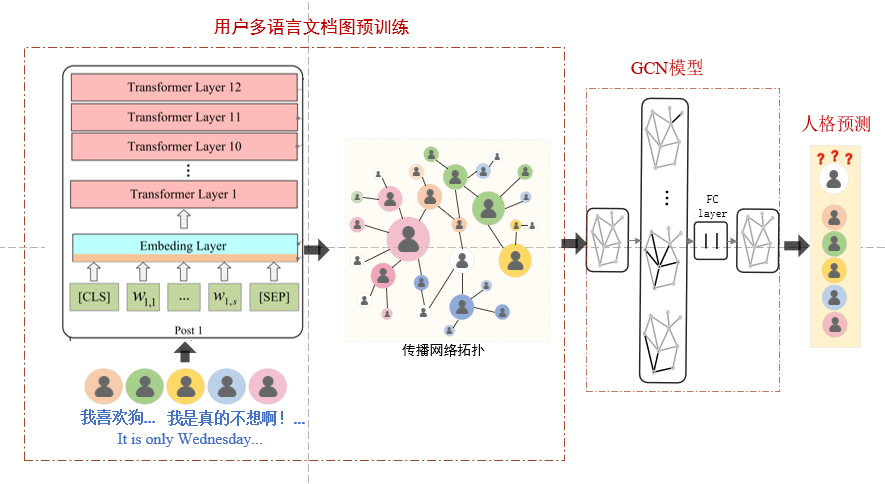 用户多语言文档图预训练
Transformer Layer 12
Transformer Layer 11
Transformer Layer 10
⋮
Transformer Layer 1
Embeding Layer
[CLS] w1,1 ... w1,s [SEP]
Post 1
我喜欢狗... 我是真的不想啊！...
It is only Wednesday...
传播网络拓扑
GCN模型
...
FC
layer
人格预测
? ? ?